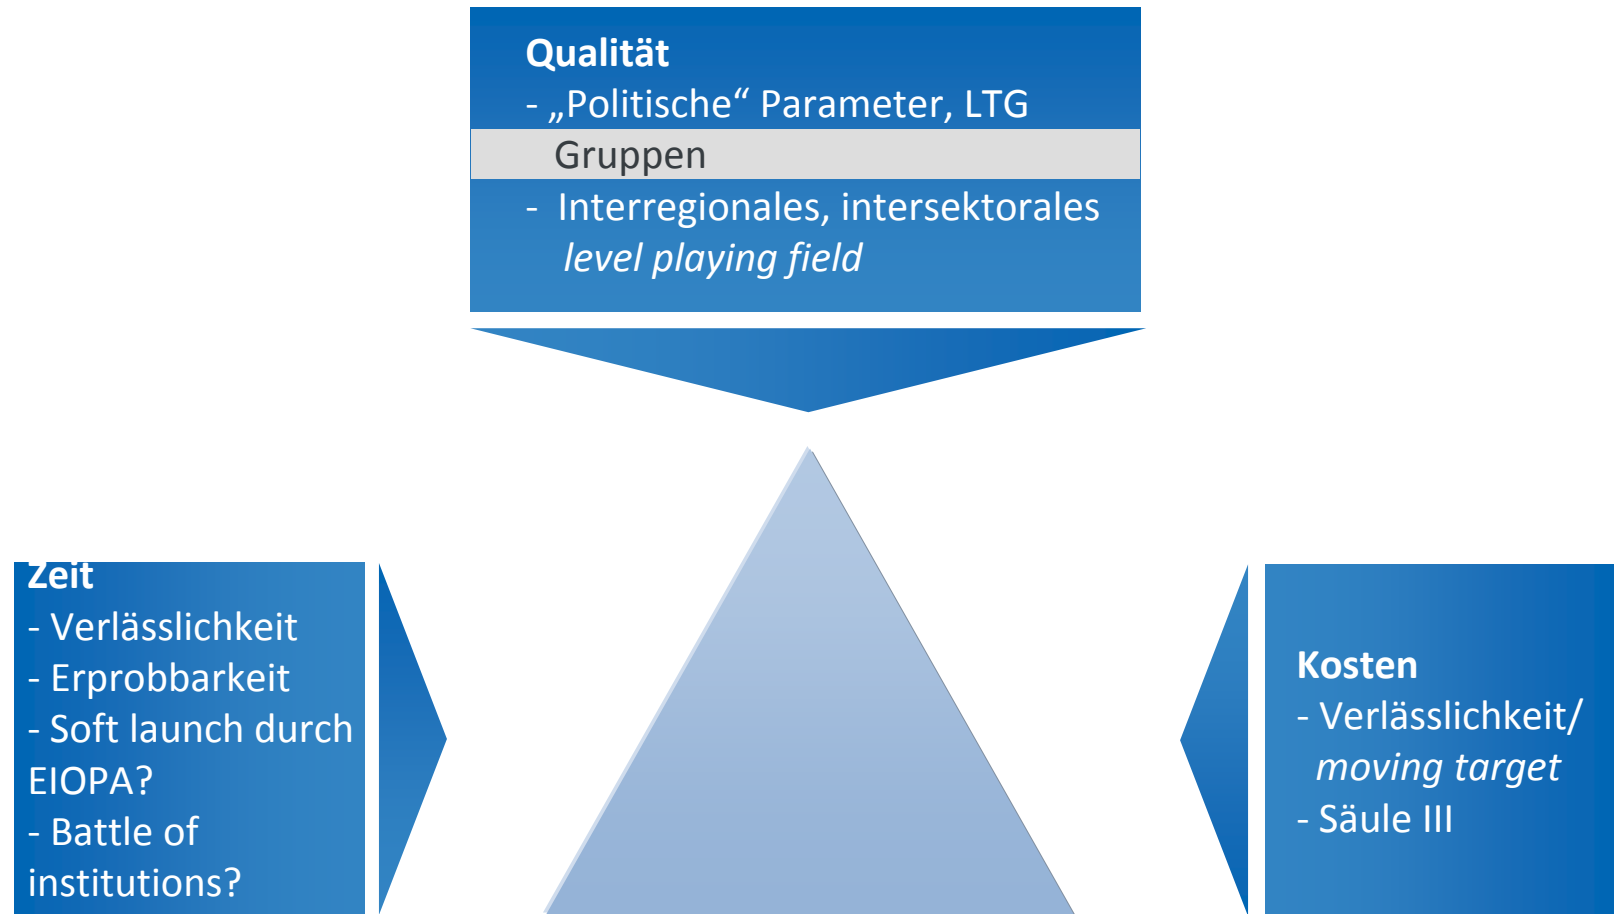 Qualität
- „Politische“ Parameter, LTG
Gruppen
- Interregionales, intersektorales
level playing field
Zeit
- Verlässlichkeit
- Erprobbarkeit
- Soft launch durch
EIOPA?
- Battle of
institutions?
Kosten
- Verlässlichkeit/
moving target
- Säule III